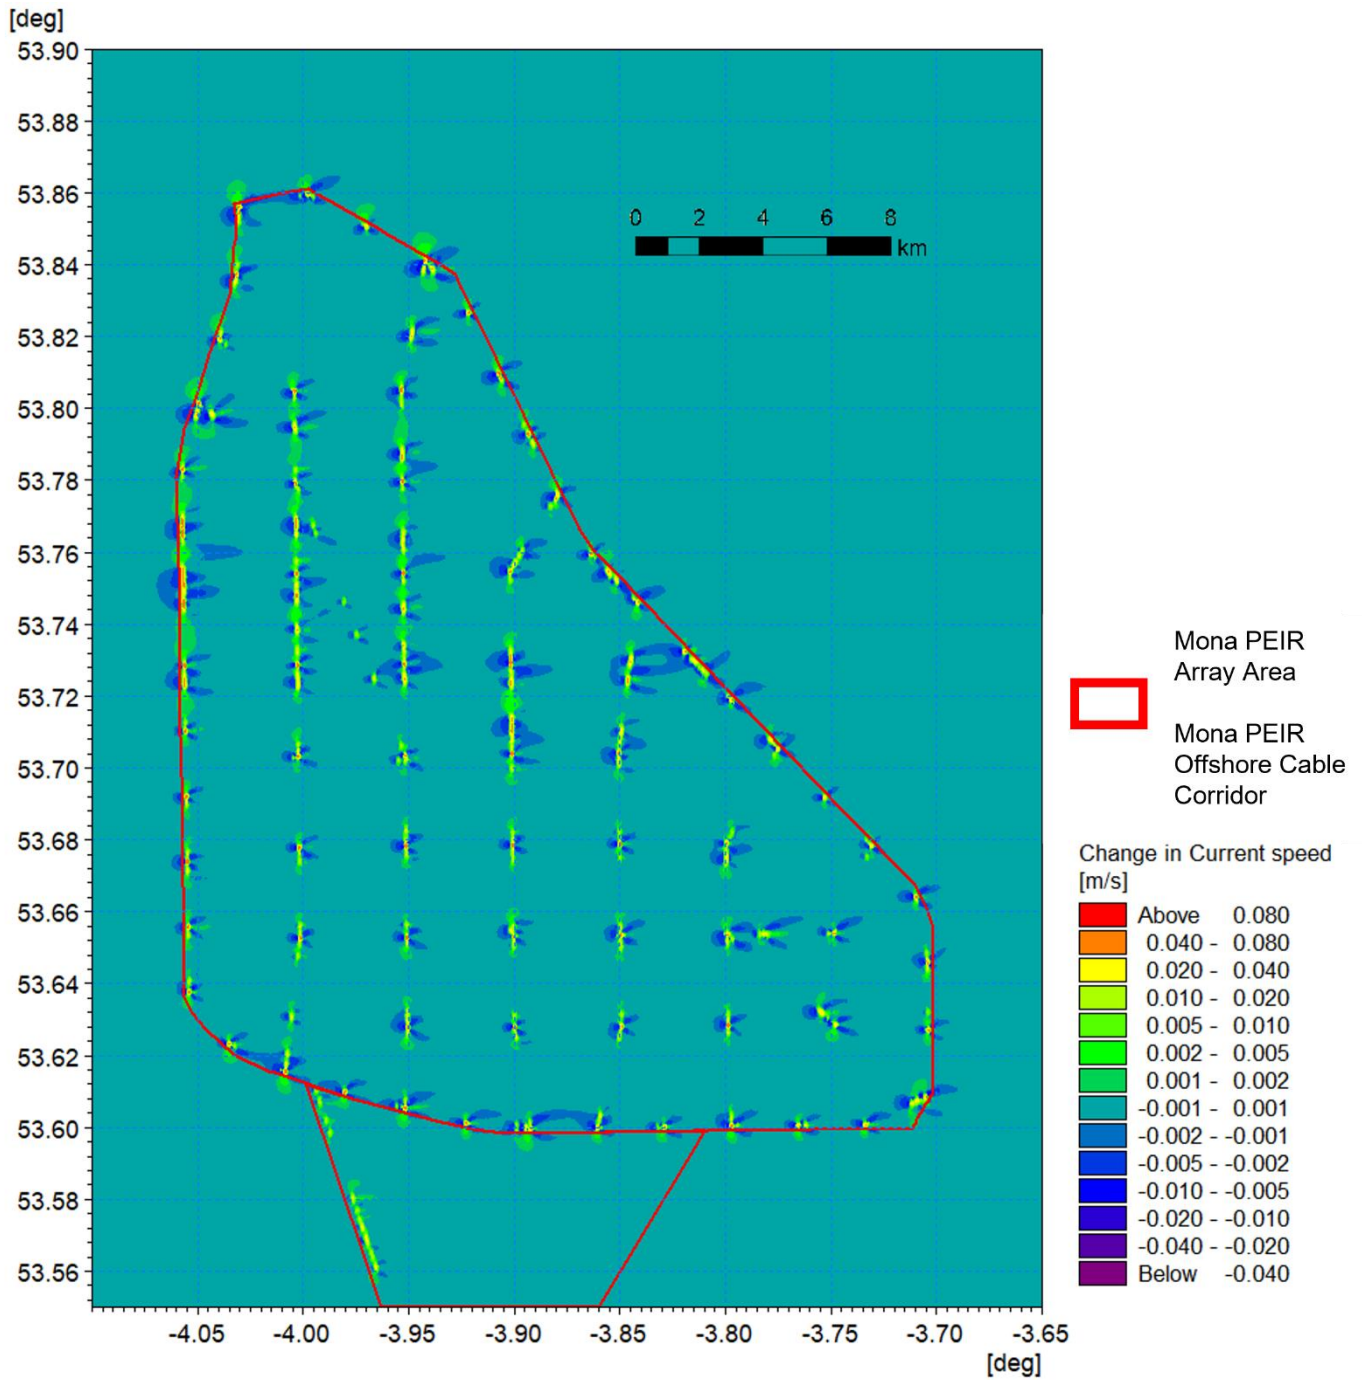 [deg]
53.90
53.88
53.86
53.84
53.82
53.80
53.78
53.76
53.74
53.72
53.70
53.68
53.66
53.64
53.62
53.60
53.58
53.56
0 2 4 6 8
km
-4.05 -4.00 -3.95 -3.90 -3.85 -3.80 -3.75 -3.70 -3.65
[deg]
Mona PEIR
Array Area
Mona PEIR
Offshore Cable
Corridor
Change in Current speed
[m/s]
Above 0.080
0.040 - 0.080
0.020 - 0.040
0.010 - 0.020
0.005 - 0.010
0.002 - 0.005
0.001 - 0.002
-0.001 - 0.001
-0.002 - -0.001
-0.005 - -0.002
-0.010 - -0.005
-0.020 - -0.010
-0.040 - -0.020
Below -0.040